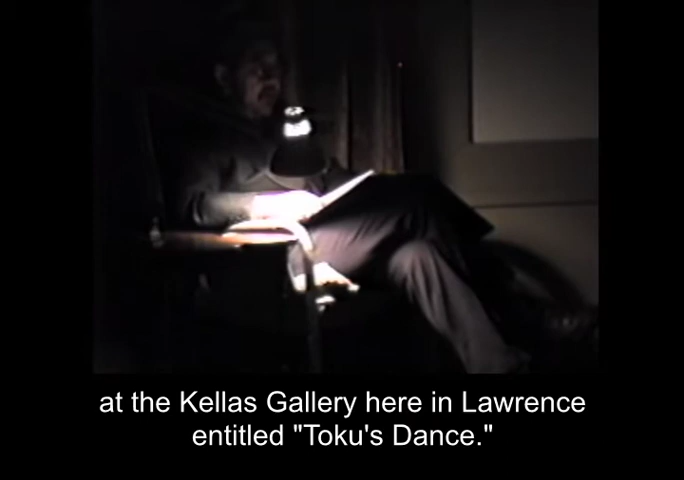 at the Kellas Gallery here in Lawrence
entitled "Toku's Dance."